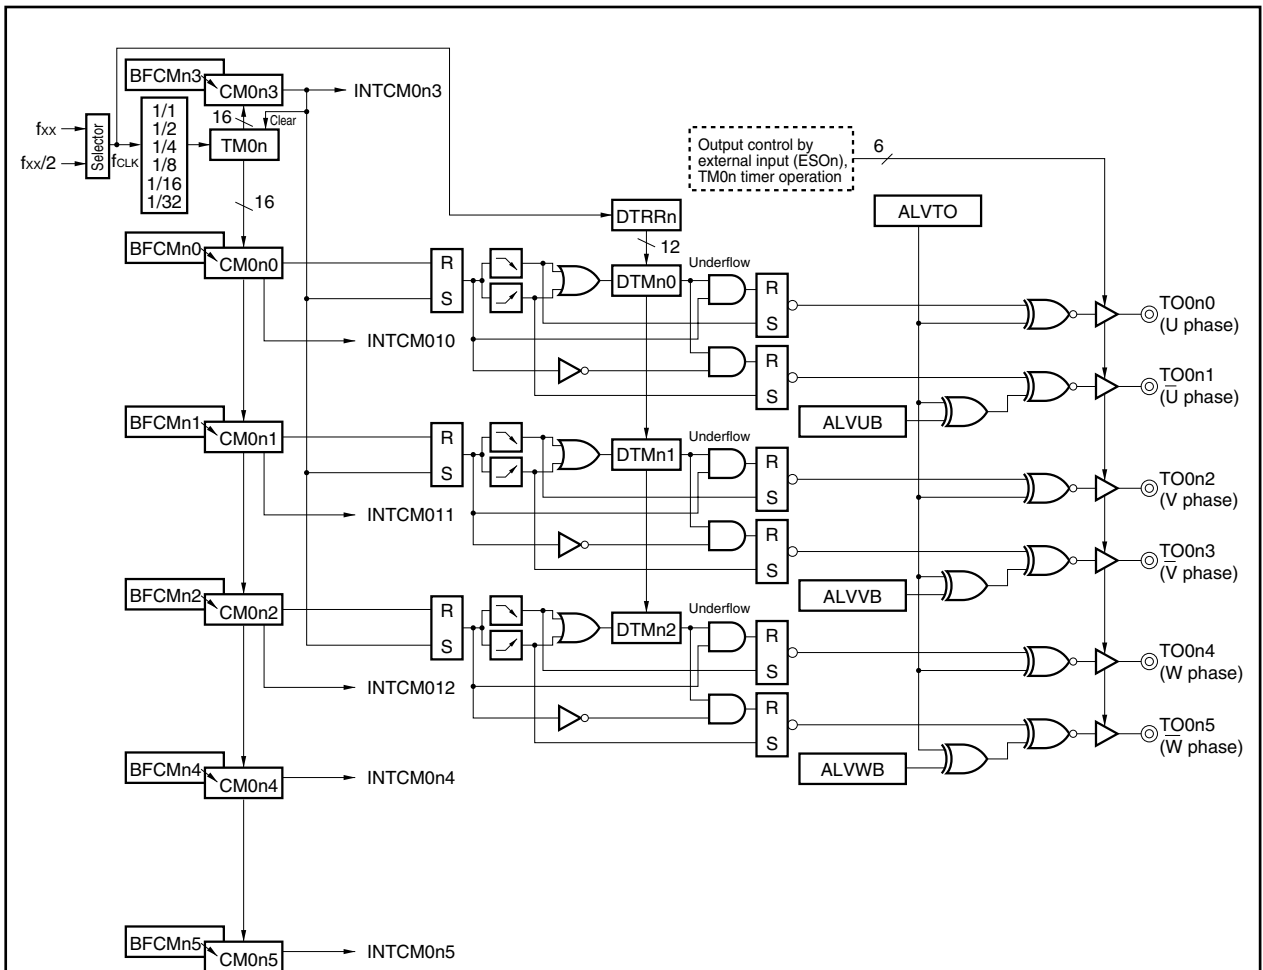 BFCMn3
CM0n3
INTCM0n3
fXX
fXX/2
Selector
fCLK
1/1
1/2
1/4
1/8
1/16
1/32
16
Clear
TM0n
16
Output control by
external input (ESOn),
TM0n timer operation
6
ALVTO
DTRRn
12
BFCMn0
CM0n0
INTCM010
R
S
DTMn0
Underflow
R
S
R
S
TO0n0
(U phase)
TO0n1
(U̅ phase)
ALVUB
BFCMn1
CM0n1
INTCM011
R
S
DTMn1
Underflow
R
S
R
S
TO0n2
(V phase)
TO0n3
(V̅ phase)
ALVVB
BFCMn2
CM0n2
INTCM012
R
S
DTMn2
Underflow
R
S
R
S
TO0n4
(W phase)
TO0n5
(W̅ phase)
ALVWB
BFCMn4
CM0n4
INTCM0n4
BFCMn5
CM0n5
INTCM0n5